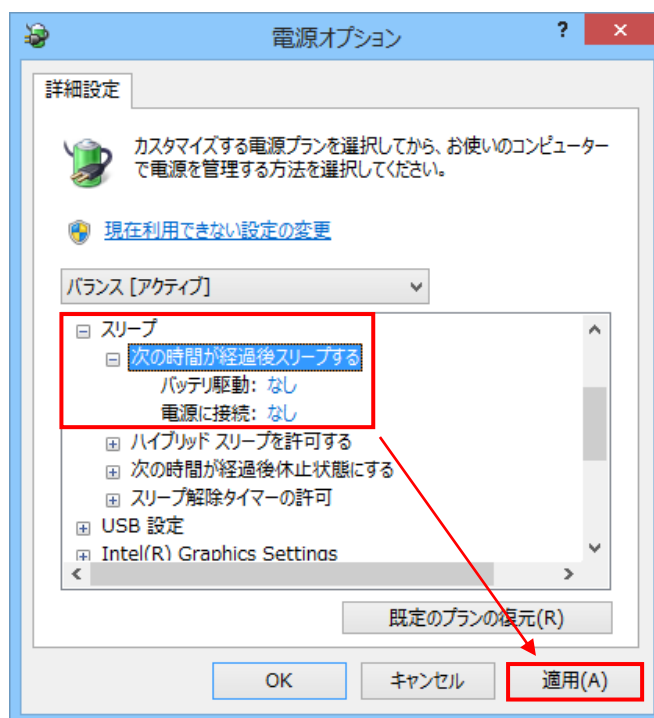 電源オプション
?
×
詳細設定
カスタマイズする電源プランを選択してから、お使いのコンピューター
で電源を管理する方法を選択してください。
現在利用できない設定の変更
バランス [アクティブ]
スリープ
次の時間が経過後スリープする
バッテリ駆動: なし
電源に接続: なし
ハイブリッド スリープを許可する
次の時間が経過後休止状態にする
スリープ解除タイマーの許可
USB 設定
Intel(R) Graphics Settings
既定のプランの復元(R)
OK
キャンセル
適用(A)